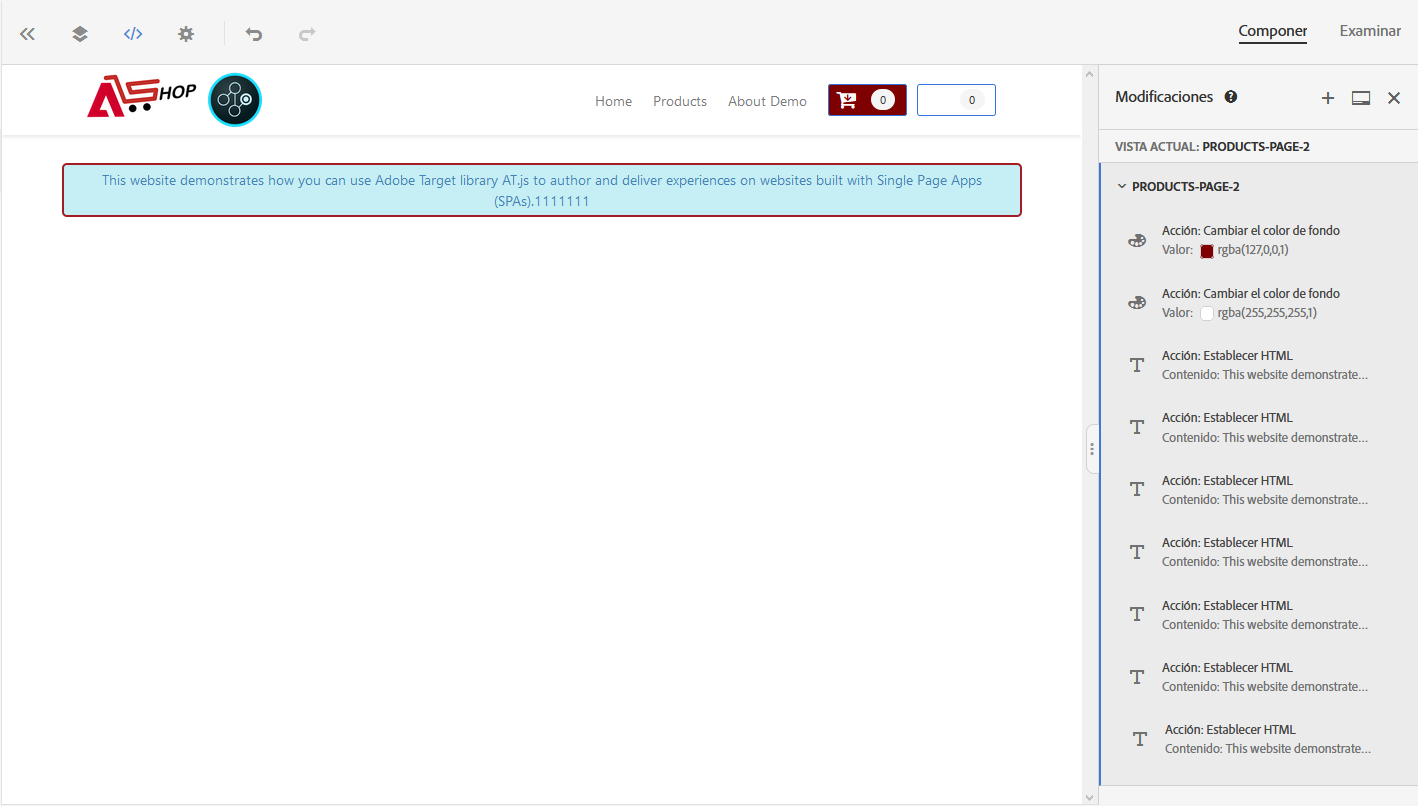 Componer
Examinar
ASHOP
Home
Products
About Demo
0
0
This website demonstrates how you can use Adobe Target library AT.js to author and deliver experiences on websites built with Single Page Apps
(SPAs).1111111
Modificaciones
VISTA ACTUAL: PRODUCTS-PAGE-2
PRODUCTS-PAGE-2
Acción: Cambiar el color de fondo
Valor: rgba(127,0,0,1)
Acción: Cambiar el color de fondo
Valor: rgba(255,255,255,1)
Acción: Establecer HTML
Contenido: This website demonstrate...
Acción: Establecer HTML
Contenido: This website demonstrate...
Acción: Establecer HTML
Contenido: This website demonstrate...
Acción: Establecer HTML
Contenido: This website demonstrate...
Acción: Establecer HTML
Contenido: This website demonstrate...
Acción: Establecer HTML
Contenido: This website demonstrate...
Acción: Establecer HTML
Contenido: This website demonstrate...